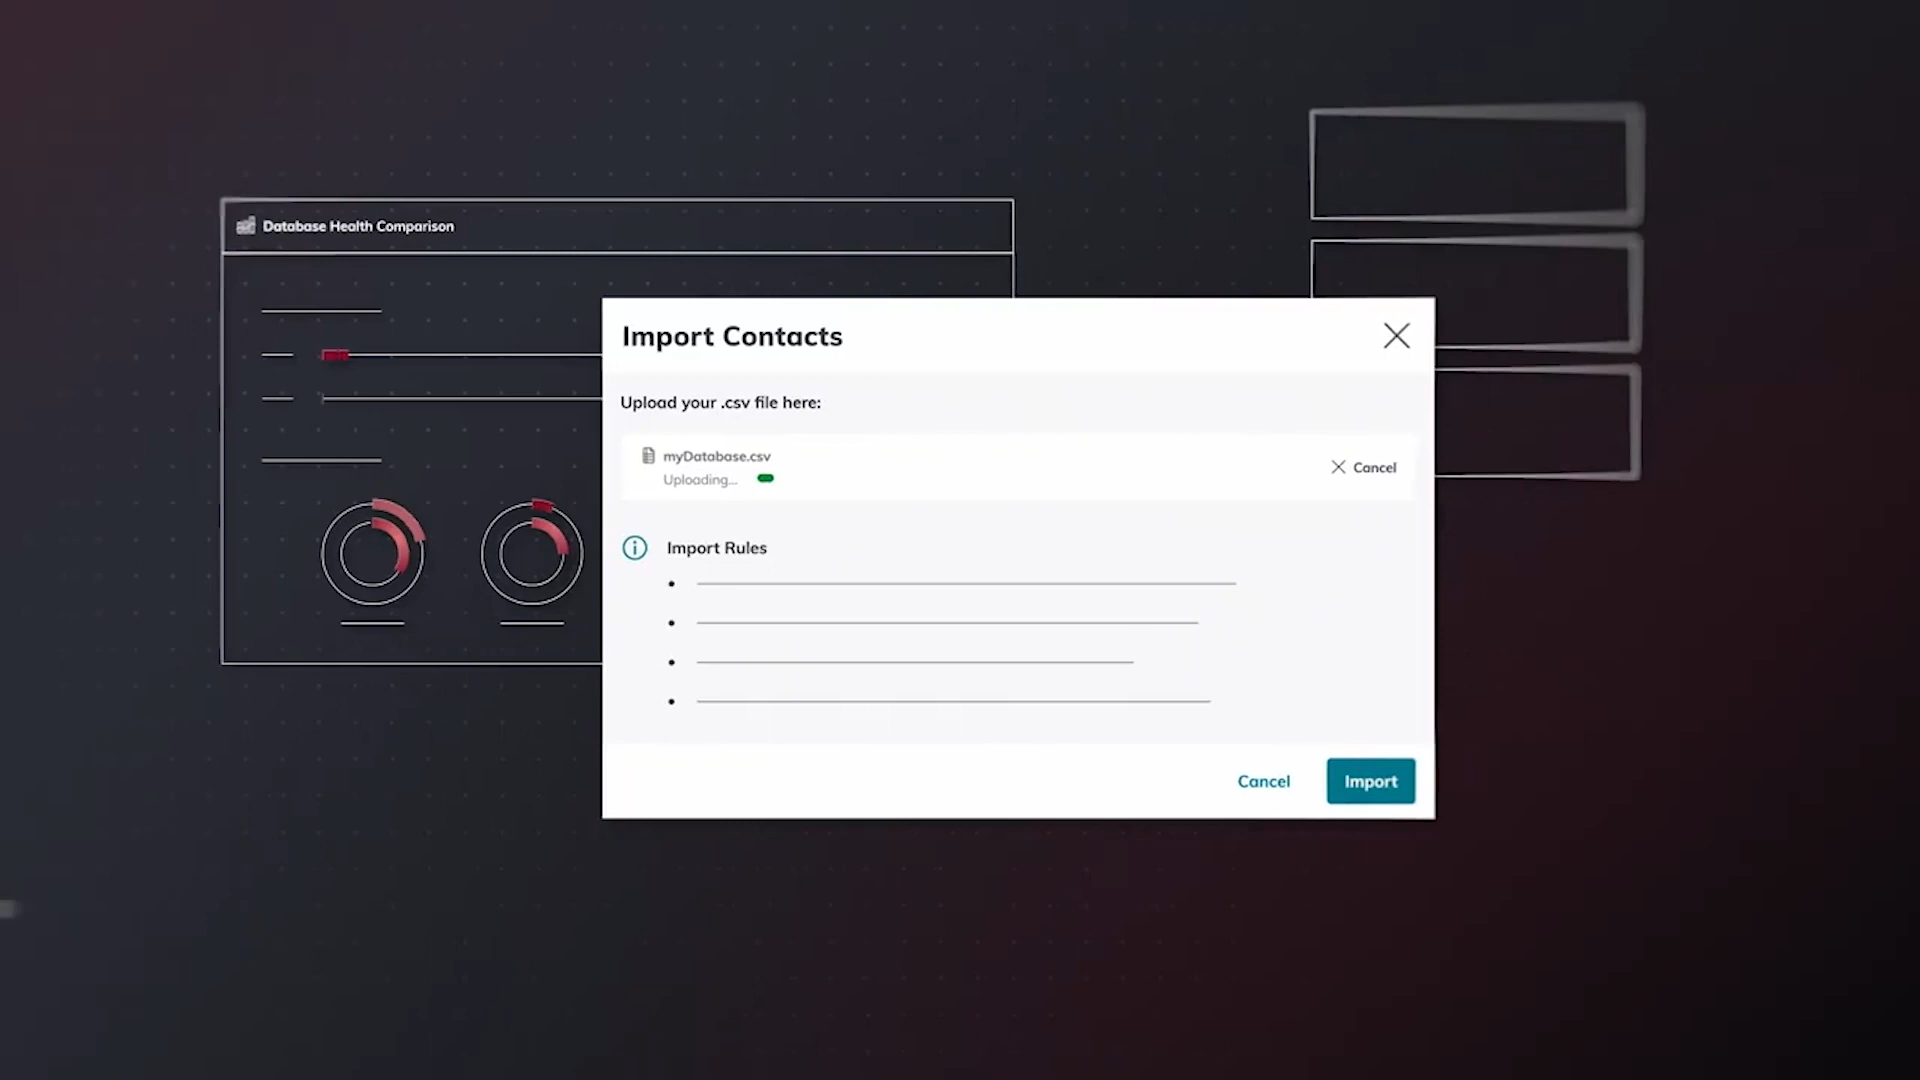 Database Health Comparison
Import Contacts
Upload your .csv file here:
myDatabase.csv
Uploading...
Cancel
Import Rules
Cancel
Import